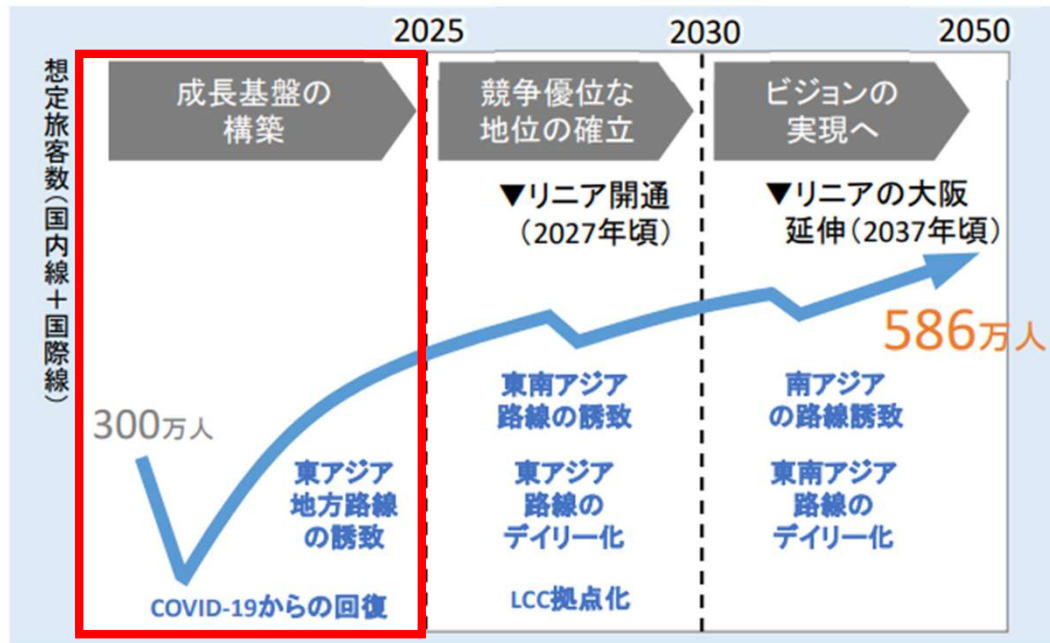 2025
2030
2050
想定旅客数（国内線＋国際線）
成長基盤の
構築
競争優位な
地位の確立
ビジョンの
実現へ
▼リニア開通
（2027年頃）
▼リニアの大阪
延伸（2037年頃）
300万人
586万人
東アジア
地方路線
の誘致
COVID-19からの回復
東南アジア
路線の誘致
東アジア
路線の
デイリー化
LCC拠点化
南アジア
の路線誘致
東南アジア
路線の
デイリー化